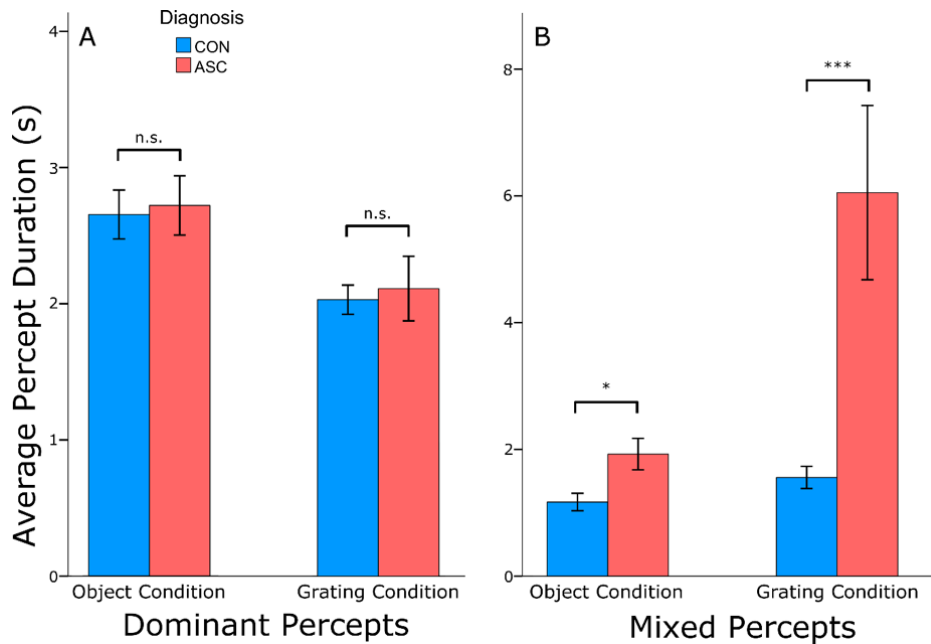 A
Diagnosis
CON
ASC
Average Percept Duration (s)
4
3
2
1
0
n.s.
n.s.
Object Condition
Grating Condition
Dominant Percepts
B
8
6
4
2
0
*
***
Object Condition
Grating Condition
Mixed Percepts